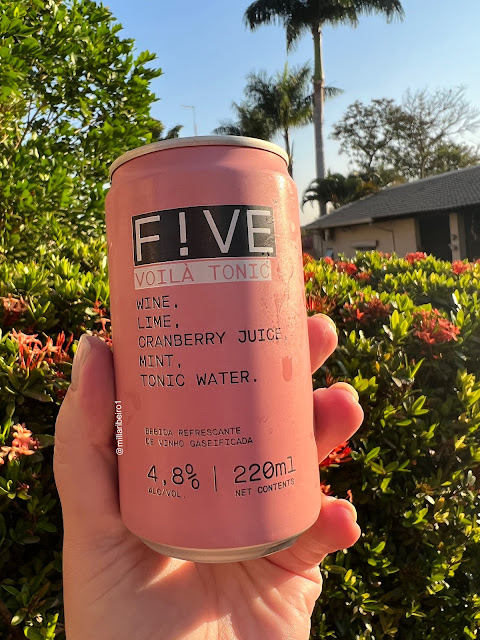 F!VE
VOILÀ TONIC
WINE,
LIME,
CRANBERRY JUICE,
MINT,
TONIC WATER.
BEBIDA REFRESCANTE
DE VINHO GASEIFICADA
4,8% | 220ml
ALC/VOL. NET CONTENTS
@millaribeiro1